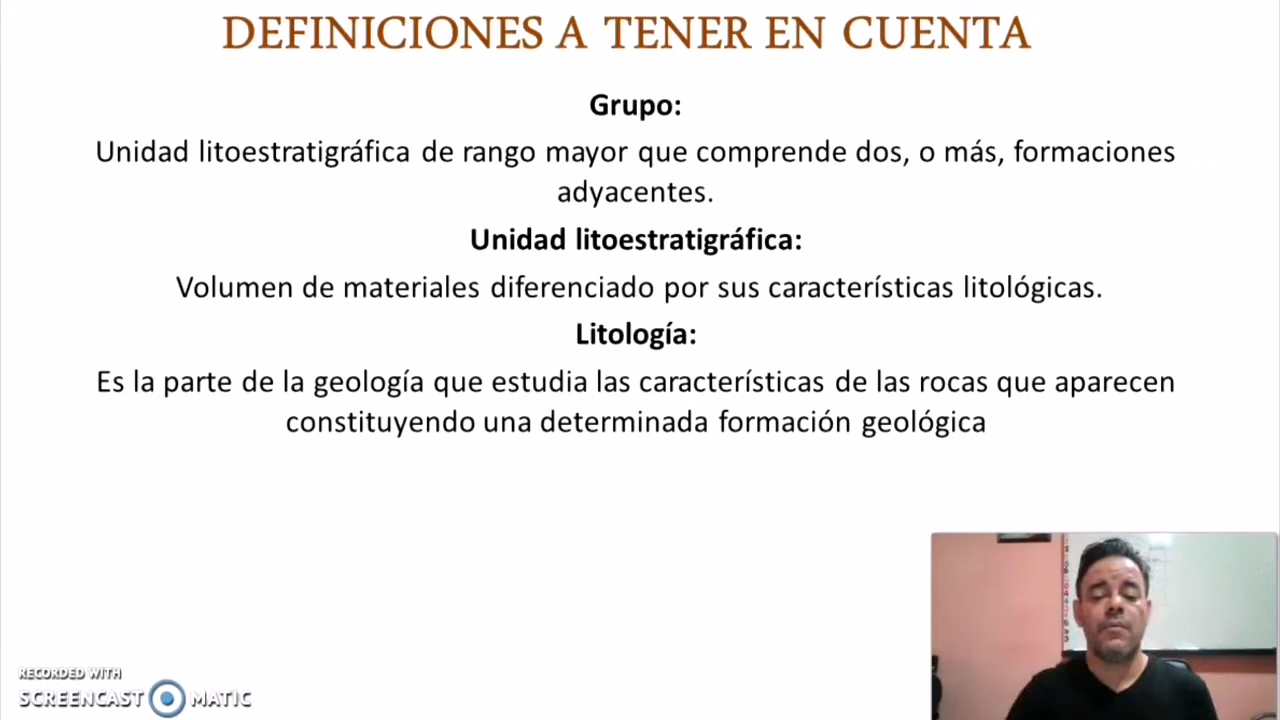 DEFINICIONES A TENER EN CUENTA
Grupo:
Unidad litoestratigráfica de rango mayor que comprende dos, o más, formaciones
adyacentes.
Unidad litoestratigráfica:
Volumen de materiales diferenciado por sus características litológicas.
Litología:
Es la parte de la geología que estudia las características de las rocas que aparecen
constituyendo una determinada formación geológica
RECORDED WITH
SCREENCAST MATIC